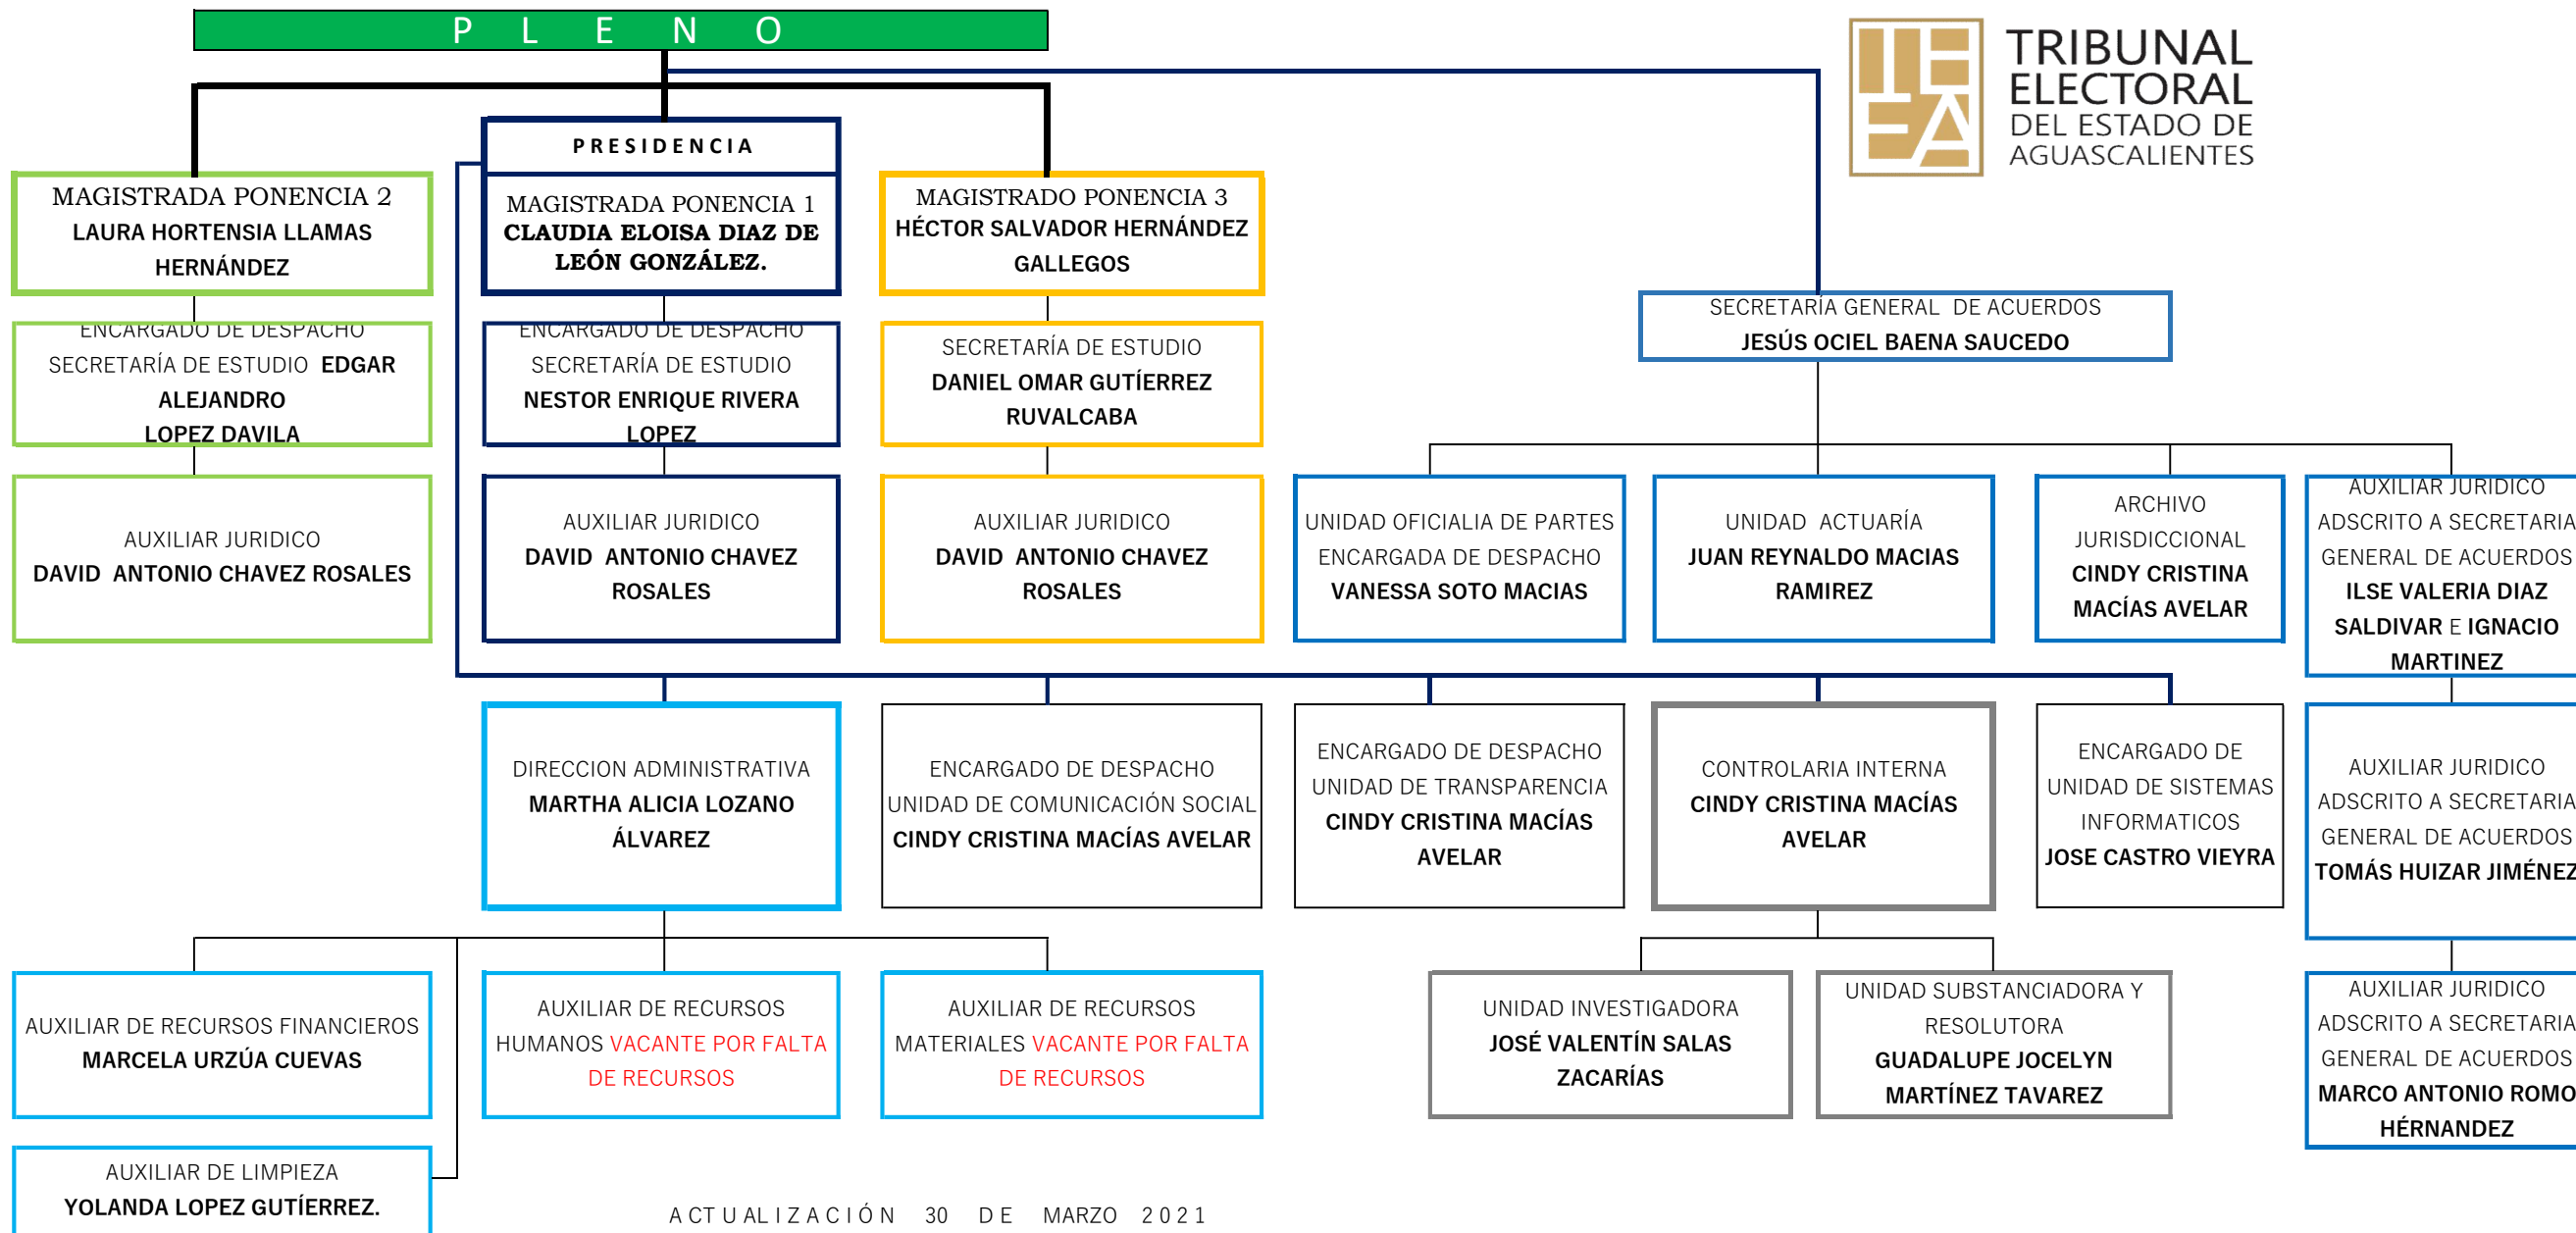 P L E N O
TRIBUNAL
ELECTORAL
DEL ESTADO DE
AGUASCALIENTES
PRESIDENCIA
MAGISTRADA PONENCIA 2
LAURA HORTENSIA LLAMAS
HERNÁNDEZ
MAGISTRADA PONENCIA 1
CLAUDIA ELOISA DIAZ DE
LEÓN GONZÁLEZ.
MAGISTRADO PONENCIA 3
HÉCTOR SALVADOR HERNÁNDEZ
GALLEGOS
SECRETARÍA GENERAL DE ACUERDOS
JESÚS OCIEL BAENA SAUCEDO
ENCARGADO DE DESPACHO
SECRETARÍA DE ESTUDIO EDGAR
ALEJANDRO
LOPEZ DAVILA
ENCARGADO DE DESPACHO
SECRETARÍA DE ESTUDIO
NESTOR ENRIQUE RIVERA
LOPEZ
SECRETARÍA DE ESTUDIO
DANIEL OMAR GUTÍERREZ
RUVALCABA
AUXILIAR JURIDICO
DAVID ANTONIO CHAVEZ ROSALES
AUXILIAR JURIDICO
DAVID ANTONIO CHAVEZ
ROSALES
AUXILIAR JURIDICO
DAVID ANTONIO CHAVEZ
ROSALES
UNIDAD OFICIALIA DE PARTES
ENCARGADA DE DESPACHO
VANESSA SOTO MACIAS
UNIDAD ACTUARÍA
JUAN REYNALDO MACIAS
RAMIREZ
ARCHIVO
JURISDICCIONAL
CINDY CRISTINA
MACÍAS AVELAR
AUXILIAR JURIDICO
ADSCRITO A SECRETARIA
GENERAL DE ACUERDOS
ILSE VALERIA DIAZ
SALDIVAR E IGNACIO
MARTINEZ
DIRECCION ADMINISTRATIVA
MARTHA ALICIA LOZANO
ÁLVAREZ
ENCARGADO DE DESPACHO
UNIDAD DE COMUNICACIÓN SOCIAL
CINDY CRISTINA MACÍAS AVELAR
ENCARGADO DE DESPACHO
UNIDAD DE TRANSPARENCIA
CINDY CRISTINA MACÍAS
AVELAR
CONTROLARIA INTERNA
CINDY CRISTINA MACÍAS
AVELAR
ENCARGADO DE
UNIDAD DE SISTEMAS
INFORMATICOS
JOSE CASTRO VIEYRA
AUXILIAR JURIDICO
ADSCRITO A SECRETARIA
GENERAL DE ACUERDOS
TOMÁS HUIZAR JIMÉNEZ
AUXILIAR DE RECURSOS FINANCIEROS
MARCELA URZÚA CUEVAS
AUXILIAR DE RECURSOS
HUMANOS VACANTE POR FALTA
DE RECURSOS
AUXILIAR DE RECURSOS
MATERIALES VACANTE POR FALTA
DE RECURSOS
UNIDAD INVESTIGADORA
JOSÉ VALENTÍN SALAS
ZACARÍAS
UNIDAD SUBSTANCIADORA Y
RESOLUTORA
GUADALUPE JOCELYN
MARTÍNEZ TAVAREZ
AUXILIAR JURIDICO
ADSCRITO A SECRETARIA
GENERAL DE ACUERDOS
MARCO ANTONIO ROMO
HÉRNANDEZ
AUXILIAR DE LIMPIEZA
YOLANDA LOPEZ GUTÍERREZ.
ACTUALIZACIÓN 30 DE MARZO 2021